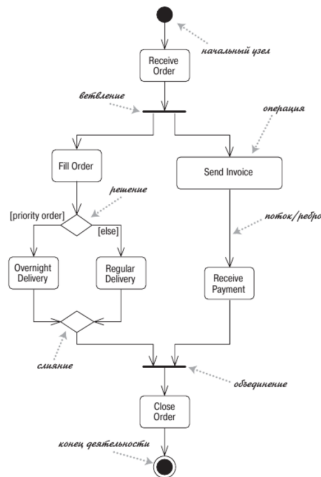 начальный узел
Receive
Order
ветвление
операция
Fill Order
Send Invoice
решение
[priority order]
[else]
поток/ребро
Overnight
Delivery
Regular
Delivery
Receive
Payment
слияние
объединение
Close
Order
конец деятельности